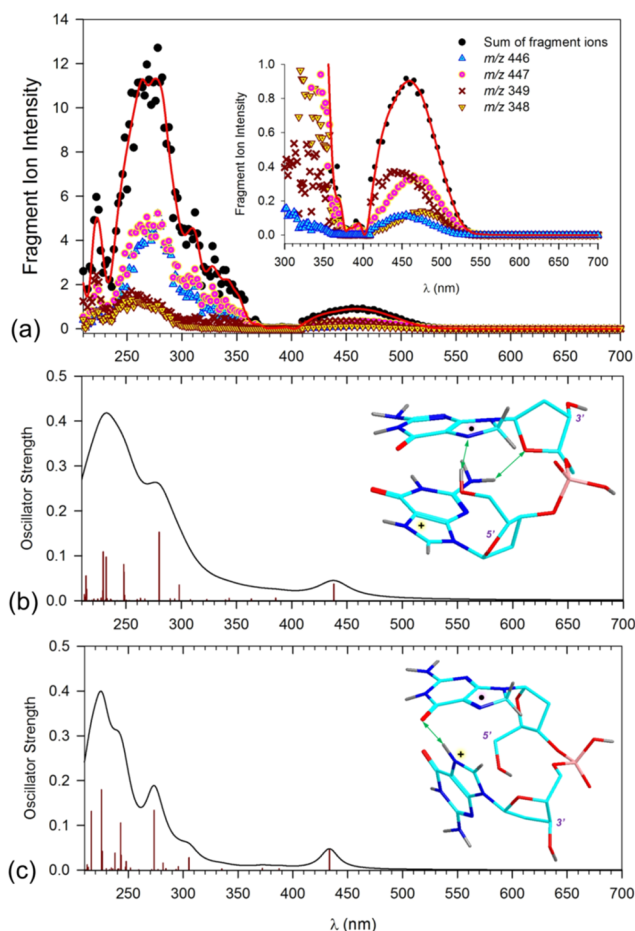 14
12
10
8
6
4
2
0
Fragment Ion Intensity
(a)
250 300 350 400 450 500 550 600 650 700
1.0
0.8
0.6
0.4
0.2
0.0
Fragment Ion Intensity
300 350 400 450 500 550 600 650 700
λ (nm)
Sum of fragment ions
m/z 446
m/z 447
m/z 349
m/z 348
0.5
0.4
0.3
0.2
0.1
0.0
Oscillator Strength
(b)
250 300 350 400 450 500 550 600 650 700
3'
5'
+
0.5
0.4
0.3
0.2
0.1
0.0
Oscillator Strength
(c)
250 300 350 400 450 500 550 600 650 700
5'
+
3'
λ (nm)